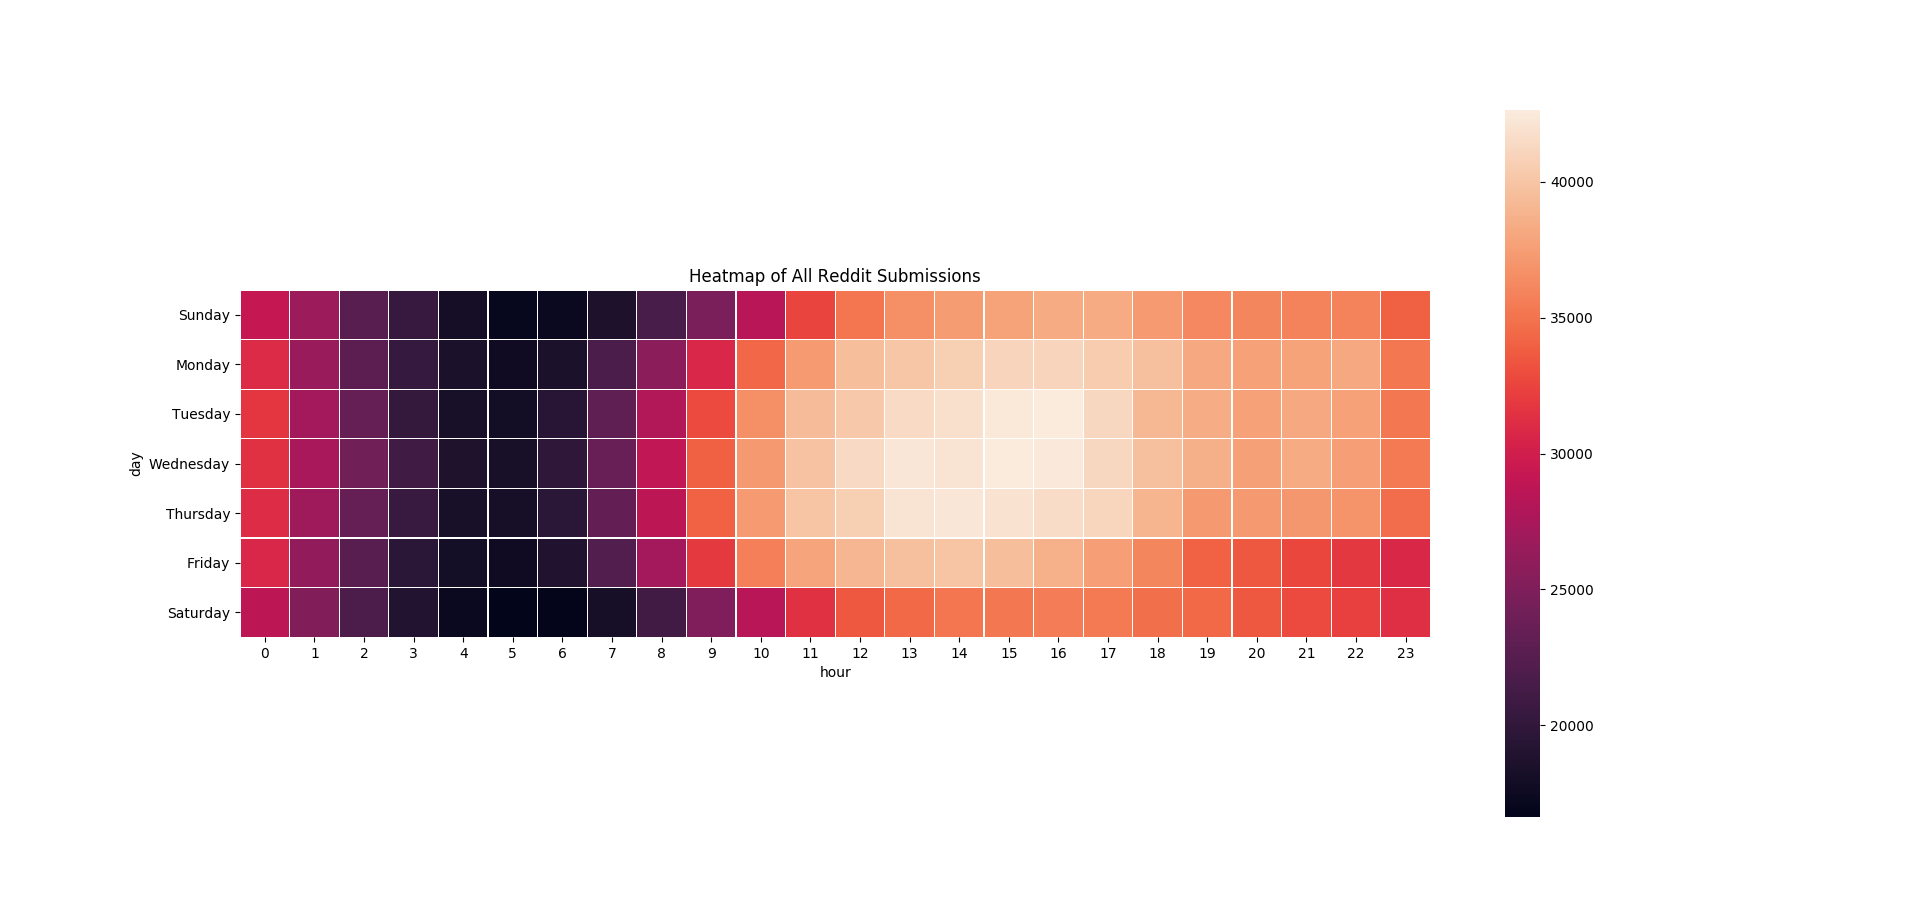 Heatmap of All Reddit Submissions
day
Sunday
Monday
Tuesday
Wednesday
Thursday
Friday
Saturday
0 1 2 3 4 5 6 7 8 9 10 11 12 13 14 15 16 17 18 19 20 21 22 23
hour
40000
35000
30000
25000
20000